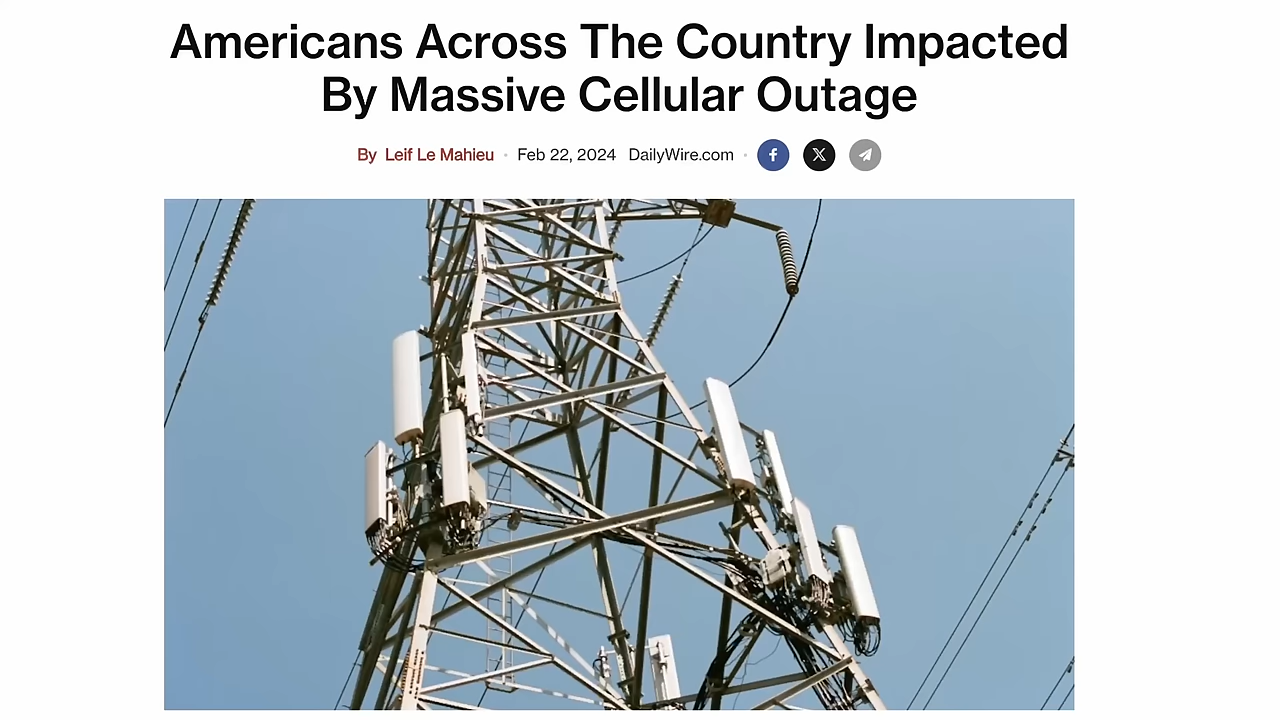 Americans Across The Country Impacted
By Massive Cellular Outage
By Leif Le Mahieu • Feb 22, 2024 DailyWire.com •